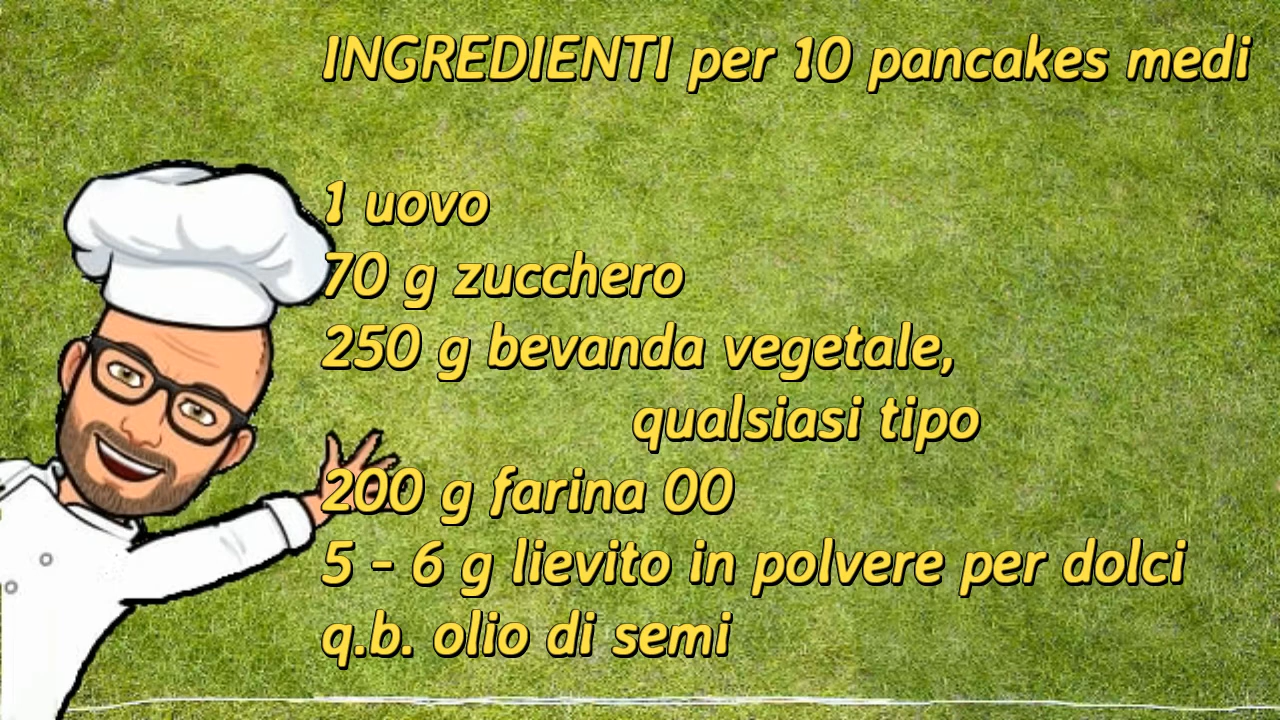 INGREDIENTI per 10 pancakes medi
1 uovo
70 g zucchero
250 g bevanda vegetale,
qualsiasi tipo
200 g farina 00
5 - 6 g lievito in polvere per dolci
q.b. olio di semi